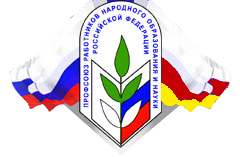 ПРОФСОЮЗ РАБОТНИКОВ НАРОДНОГО ОБРАЗОВАНИЯ И НАУКИ
РОССИЙСКОЙ ФЕДЕРАЦИИ